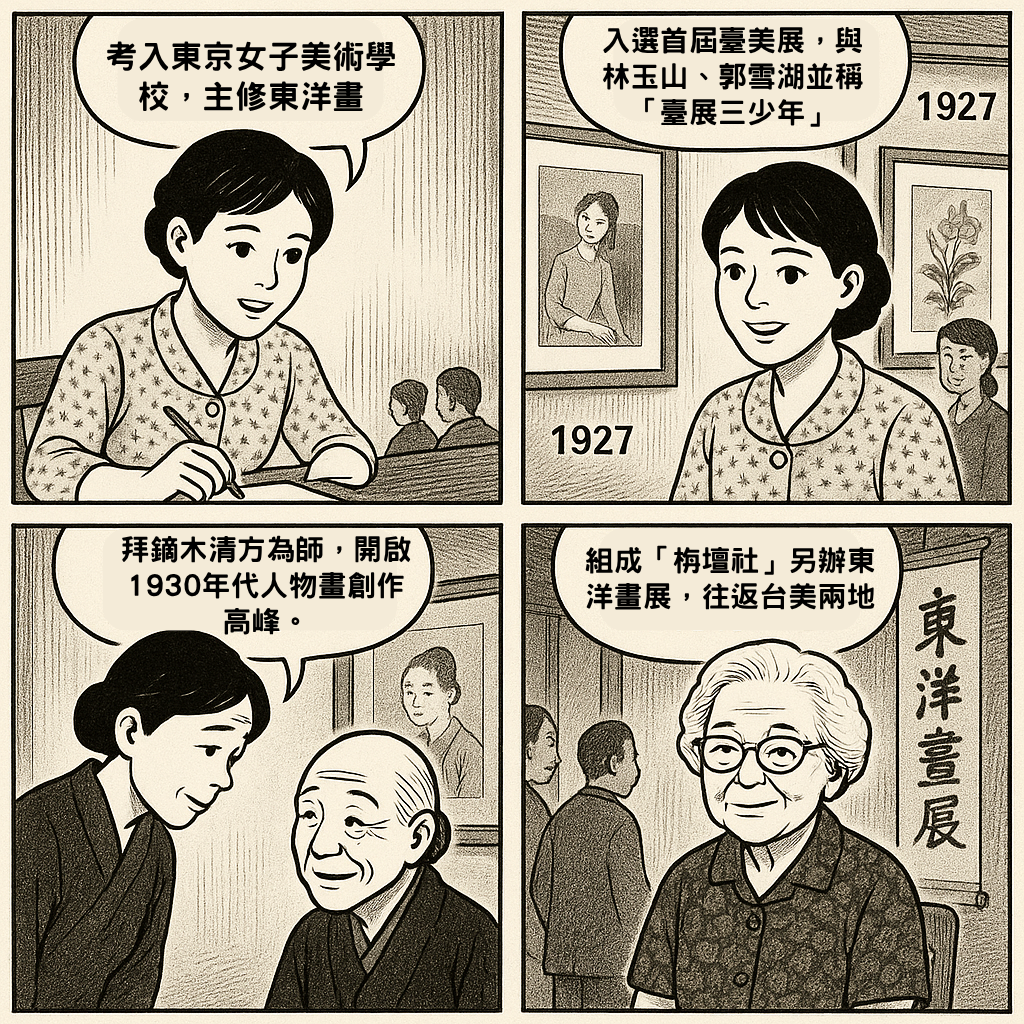 考入東京女子美術學
校，主修東洋畫
入選首屆臺美展，與
林玉山、郭雪湖並稱
「臺展三少年」
1927
1927
拜鏑木清方為師，開啟
1930年代人物畫創作
高峰。
組成「栴壇社」另辦東
洋畫展，往返台美兩地
東洋畫展